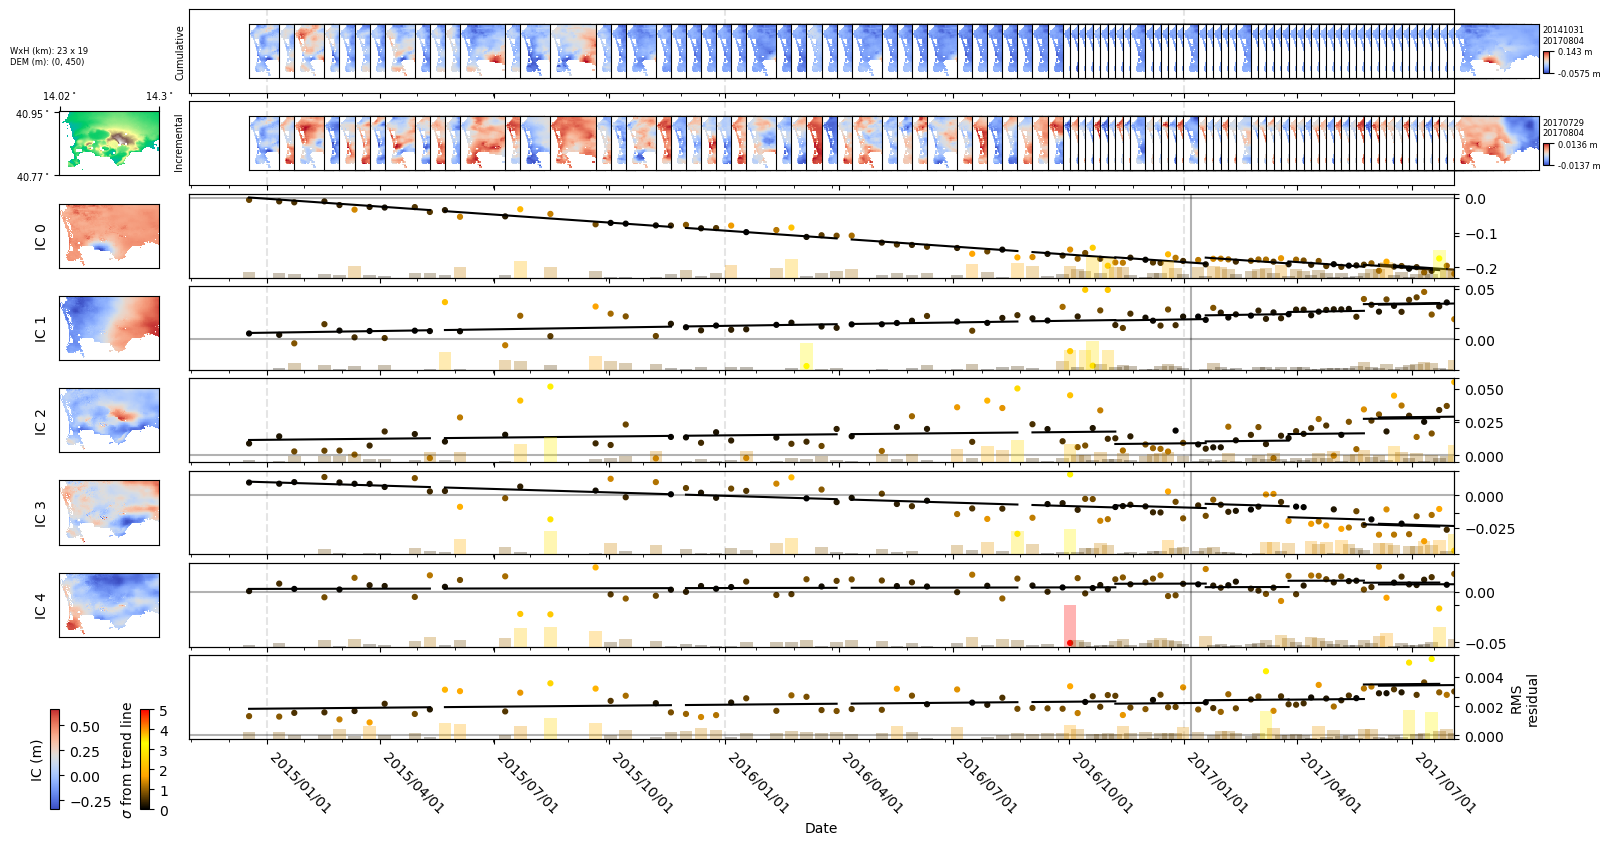 WxH (km): 23 x 19
DEM (m): (0, 450)
Cumulative
20141031
20170804
0.143 m
-0.0575 m
14.02°
14.3°
40.95°
40.77°
Incremental
20170729
20170804
0.0136 m
-0.0137 m
IC 0
0.0
−0.1
−0.2
IC 1
0.05
0.00
IC 2
0.050
0.025
0.000
IC 3
0.000
−0.025
IC 4
0.00
−0.05
0.004
0.002
0.000
RMS
residual
IC (m)
0.50
0.25
0.00
−0.25
σ from trend line
5
4
3
2
1
0
2015/01/01
2015/04/01
2015/07/01
2015/10/01
2016/01/01
2016/04/01
2016/07/01
2016/10/01
2017/01/01
2017/04/01
2017/07/01
Date